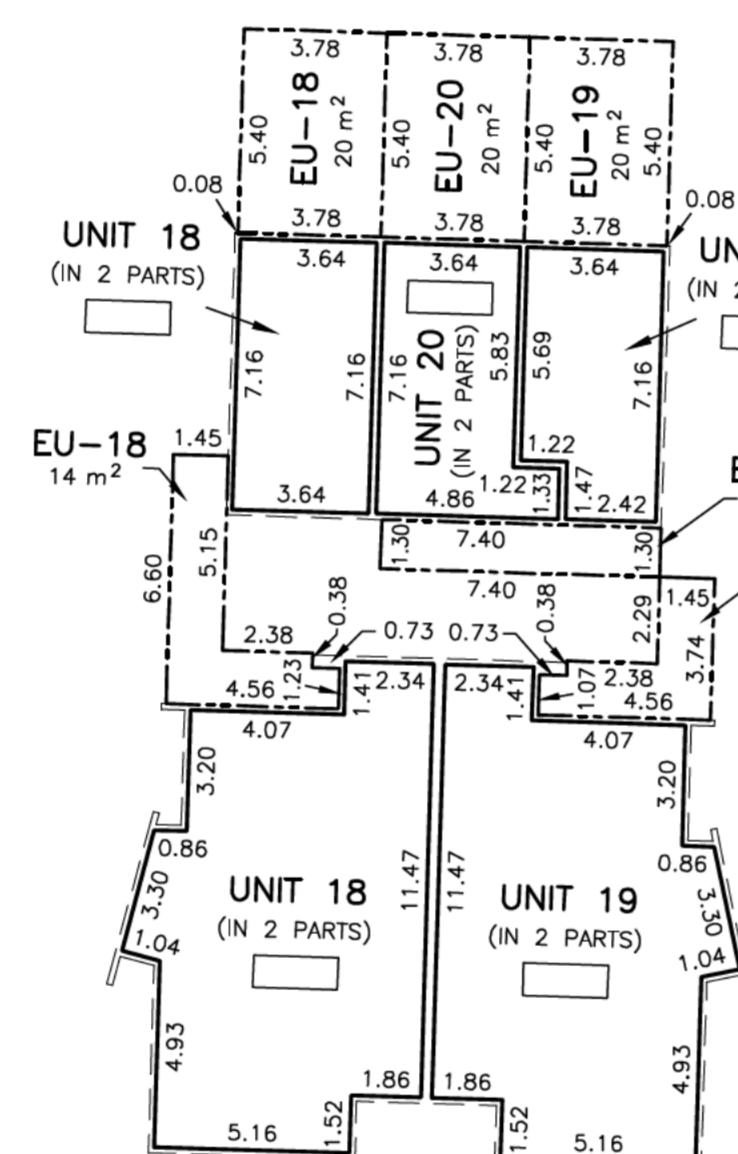 3.78 3.78 3.78
5.40 EU-18 20 m² 5.40 EU-20 20 m² 5.40 EU-19 20 m² 5.40
0.08 0.08
3.78 3.78 3.78
UNIT 18
(IN 2 PARTS)
3.64 3.64 3.64
UN
(IN 2
7.16 7.16 7.16 5.83 5.69 7.16
UNIT 20
(IN 2 PARTS)
EU-18
14 m²
1.45
1.22
1.22 1.33 1.47
3.64 4.86 2.42
E
1.30 7.40 1.30
6.60 5.15
7.40 1.45
0.38 0.38 2.29
0.73 0.73 3.74
2.38 2.38
1.23 1.41 2.34 2.34 1.41 1.07
4.56 4.56
4.07 4.07
3.20 3.20
0.86 0.86
3.30 11.47 11.47 3.30
UNIT 18
(IN 2 PARTS)
UNIT 19
(IN 2 PARTS)
1.04 1.04
4.93 4.93
1.86 1.86
1.52 1.52
5.16 5.16